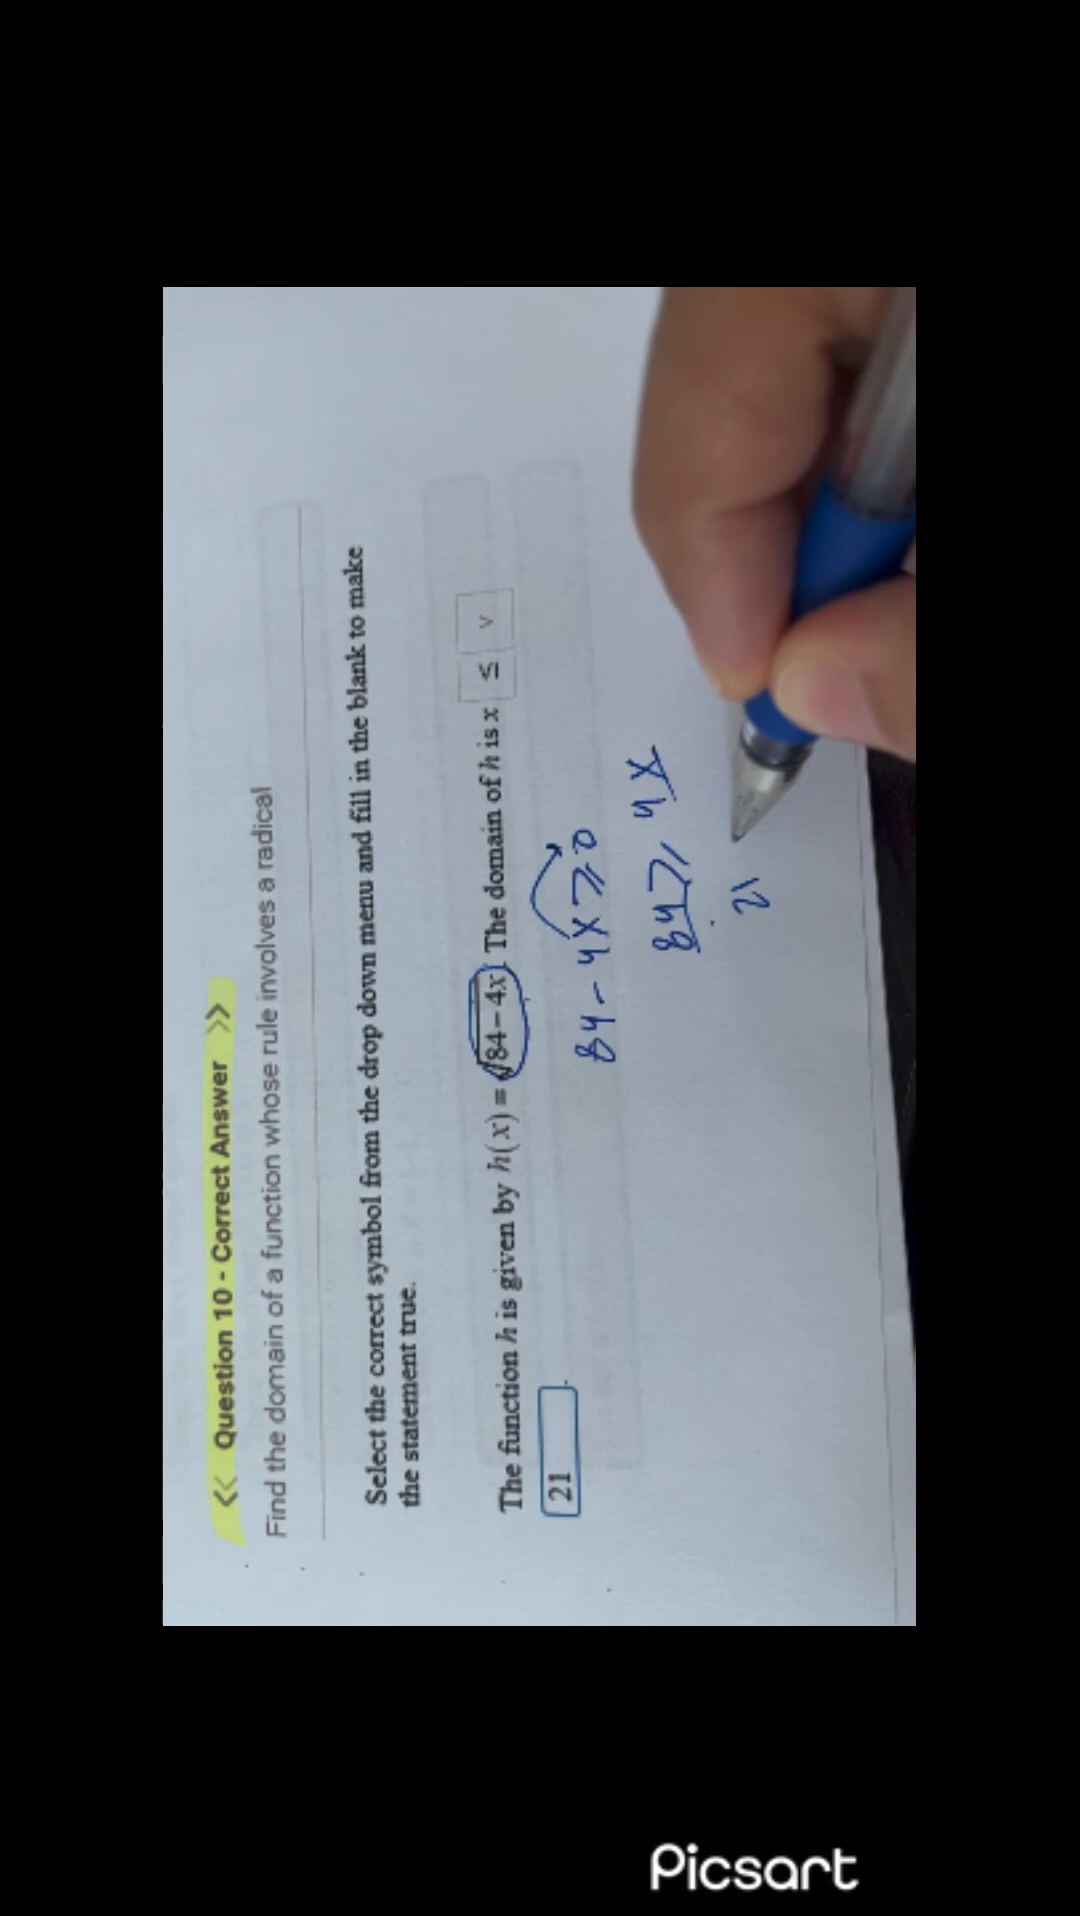 << Question 10 - Correct Answer >>
Find the domain of a function whose rule involves a radical
Select the correct symbol from the drop down menu and fill in the blank to make
the statement true.
The function h is given by h(x) = √84-4x. The domain of h is x ≤ v
21.
84 - 4x ≥ 0
84 ≥ 4x
21
Picsart